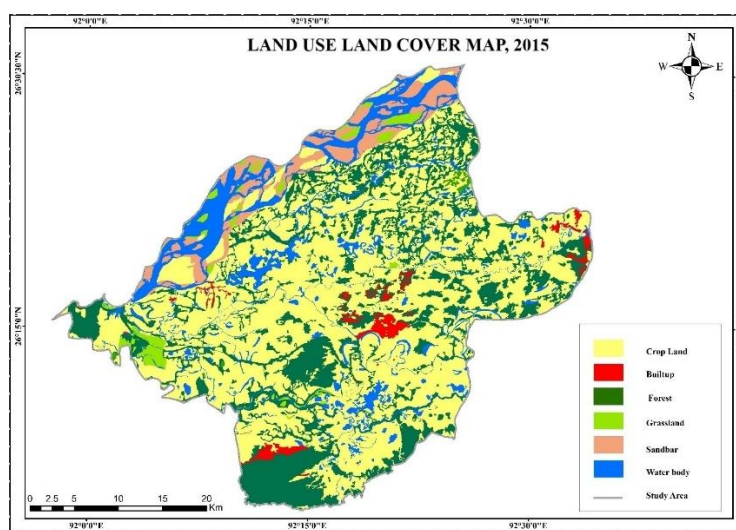 92°0'0"E 92°15'0"E 92°30'0"E
LAND USE LAND COVER MAP, 2015
N
W E
S
26°30'0"N
26°15'0"N
Crop Land
Builtup
Forest
Grassland
Sandbar
Water body
Study Area
0 2.5 5 10 15 20
Km
92°0'0"E 92°15'0"E 92°30'0"E